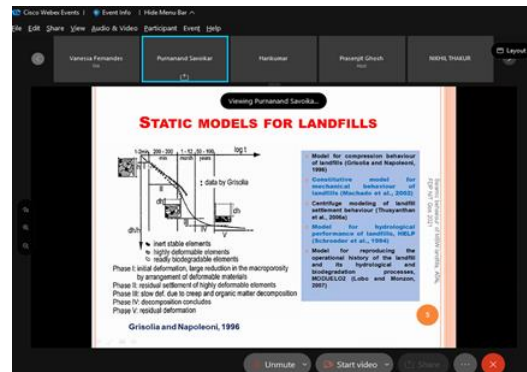 Cisco Webex Events
Event Info
Hide Menu Bar
File Edit Share View Audio & Video Participant Event Help
Vanessa Fernandes
Purnanand Savoikar
Harikumar
Prasenjit Ghosh
Host
NIKHIL THAKUR
Layout
Viewing Purnanand Savoika...
STATIC MODELS FOR LANDFILLS
log t
min month years
: data by Grisolia
dh/h
inert stable elements
highly deformable elements
readily biodegradable elements
Phase I: initial deformation, large reduction in the macroporosity
by arrangement of deformable materials
Phase II: residual settlement of highly deformable elements
Phase III: slow def. due to creep and organic matter decomposition
Phase IV: decomposition concludes
Phase V: residual deformation
Grisolia and Napoleoni, 1996
Model for compression behaviour
of landfills (Grisolia and Napoleoni,
1996)
Constitutive model for
mechanical behaviour of
landfills (Machado et al., 2002)
Centrifuge modeling of landfill
settlement behaviour (Thusyanthan
et al., 2006a)
Model for hydrological
performance of landfills, HELP
(Schroeder et al., 1994)
Model for reproducing the
operational history of the landfill
and its hydrological and
biodegradation processes,
MODUELO2 (Lobo and Monzon,
2007)
5
Unmute
Start video
Share